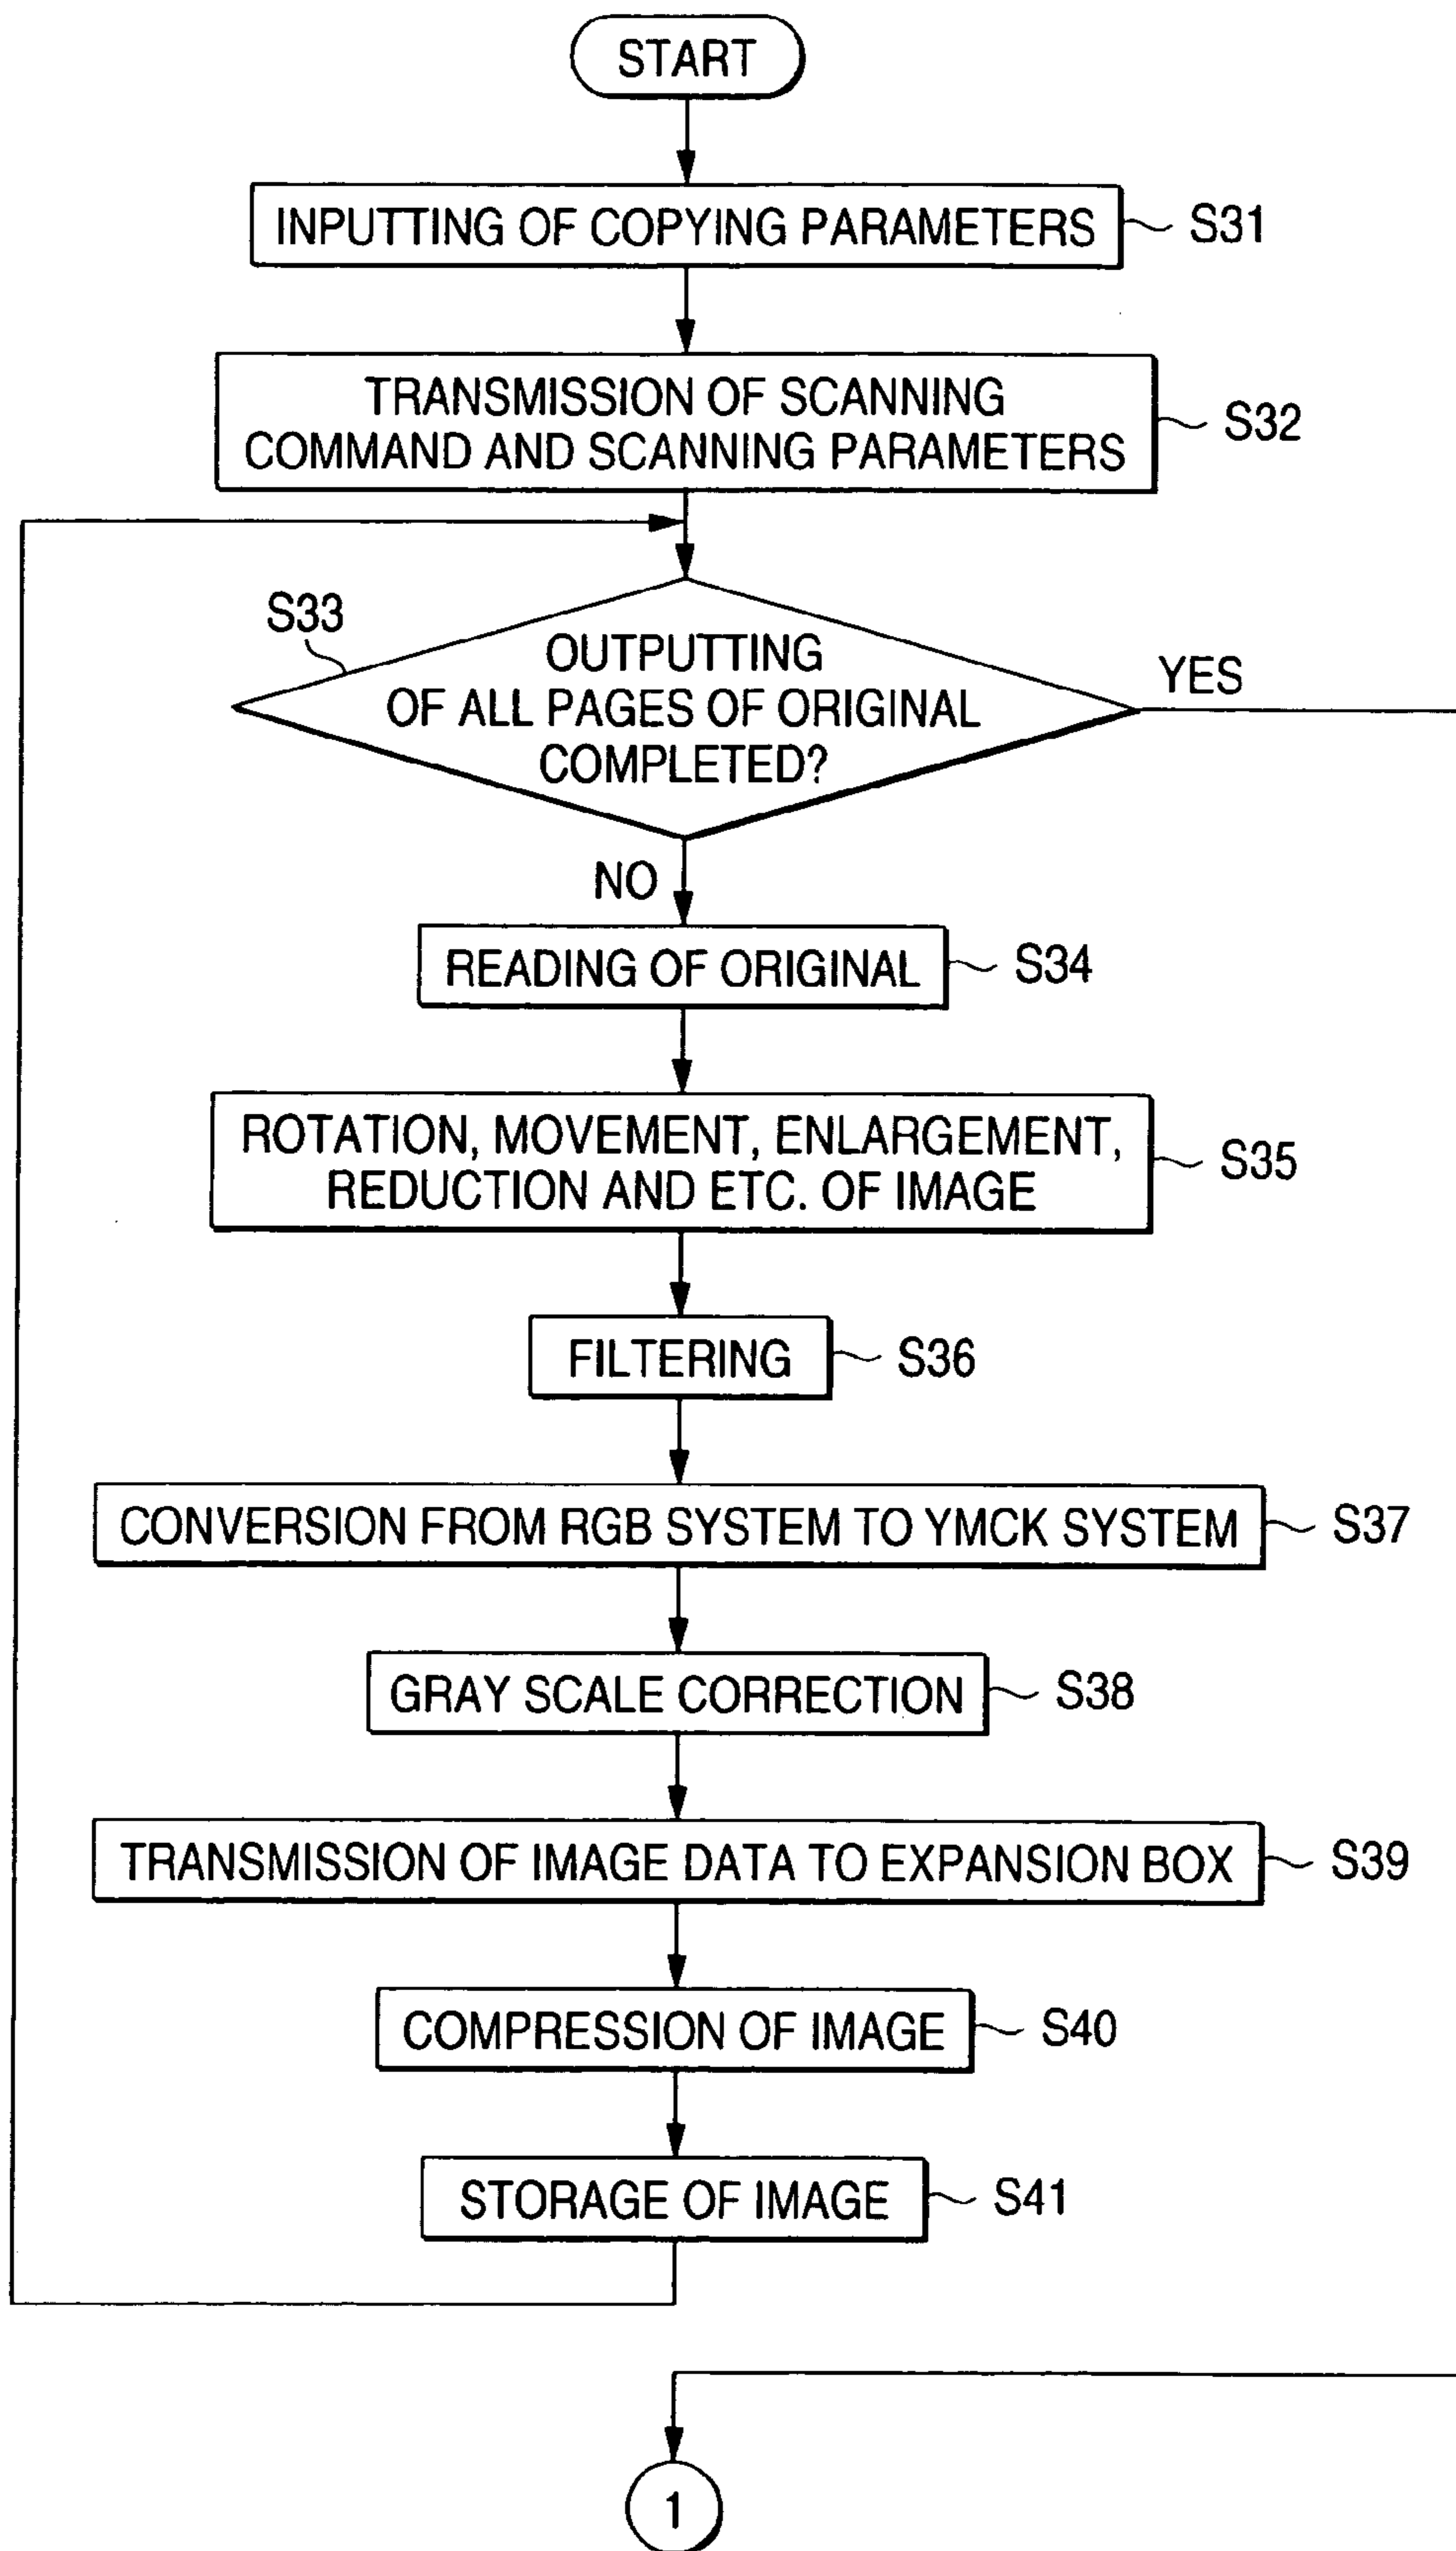 START
INPUTTING OF COPYING PARAMETERS
S31
TRANSMISSION OF SCANNING
COMMAND AND SCANNING PARAMETERS
S32
S33
OUTPUTTING
OF ALL PAGES OF ORIGINAL
COMPLETED?
YES
NO
READING OF ORIGINAL
S34
ROTATION, MOVEMENT, ENLARGEMENT,
REDUCTION AND ETC. OF IMAGE
S35
FILTERING
S36
CONVERSION FROM RGB SYSTEM TO YMCK SYSTEM
S37
GRAY SCALE CORRECTION
S38
TRANSMISSION OF IMAGE DATA TO EXPANSION BOX
S39
COMPRESSION OF IMAGE
S40
STORAGE OF IMAGE
S41
1